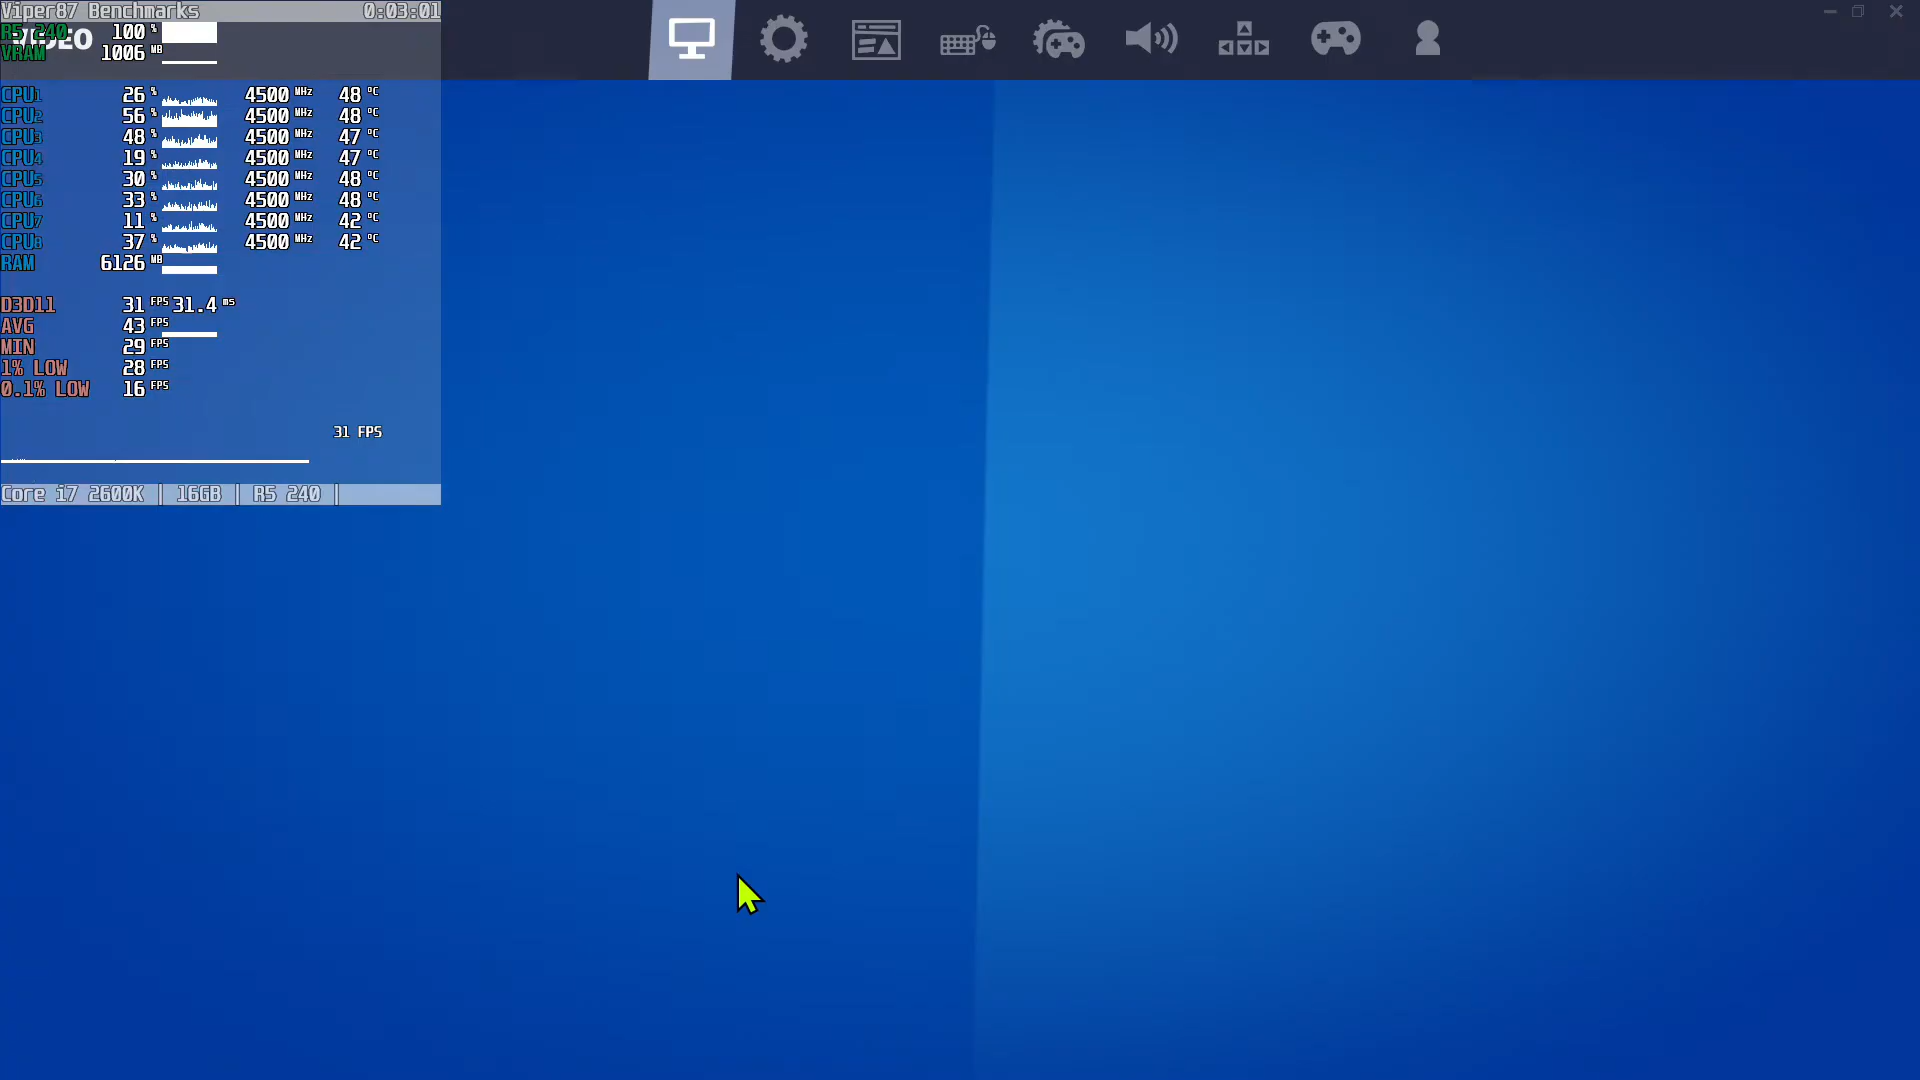 Viper87 Benchmarks 0:03:01
R5 240 100 %
VIDEO
VRAM 1006 MB
CPU1 26 % 4500 MHz 48 °C
CPU2 56 % 4500 MHz 48 °C
CPU3 48 % 4500 MHz 47 °C
CPU4 19 % 4500 MHz 47 °C
CPU5 30 % 4500 MHz 48 °C
CPU6 33 % 4500 MHz 48 °C
CPU7 11 % 4500 MHz 42 °C
CPU8 37 % 4500 MHz 42 °C
RAM 6126 MB
D3D11 31 FPS 31.4 ms
AVG 43 FPS
MIN 29 FPS
1% LOW 28 FPS
0.1% LOW 16 FPS
31 FPS
Core i7 2600K | 16GB | R5 240 |